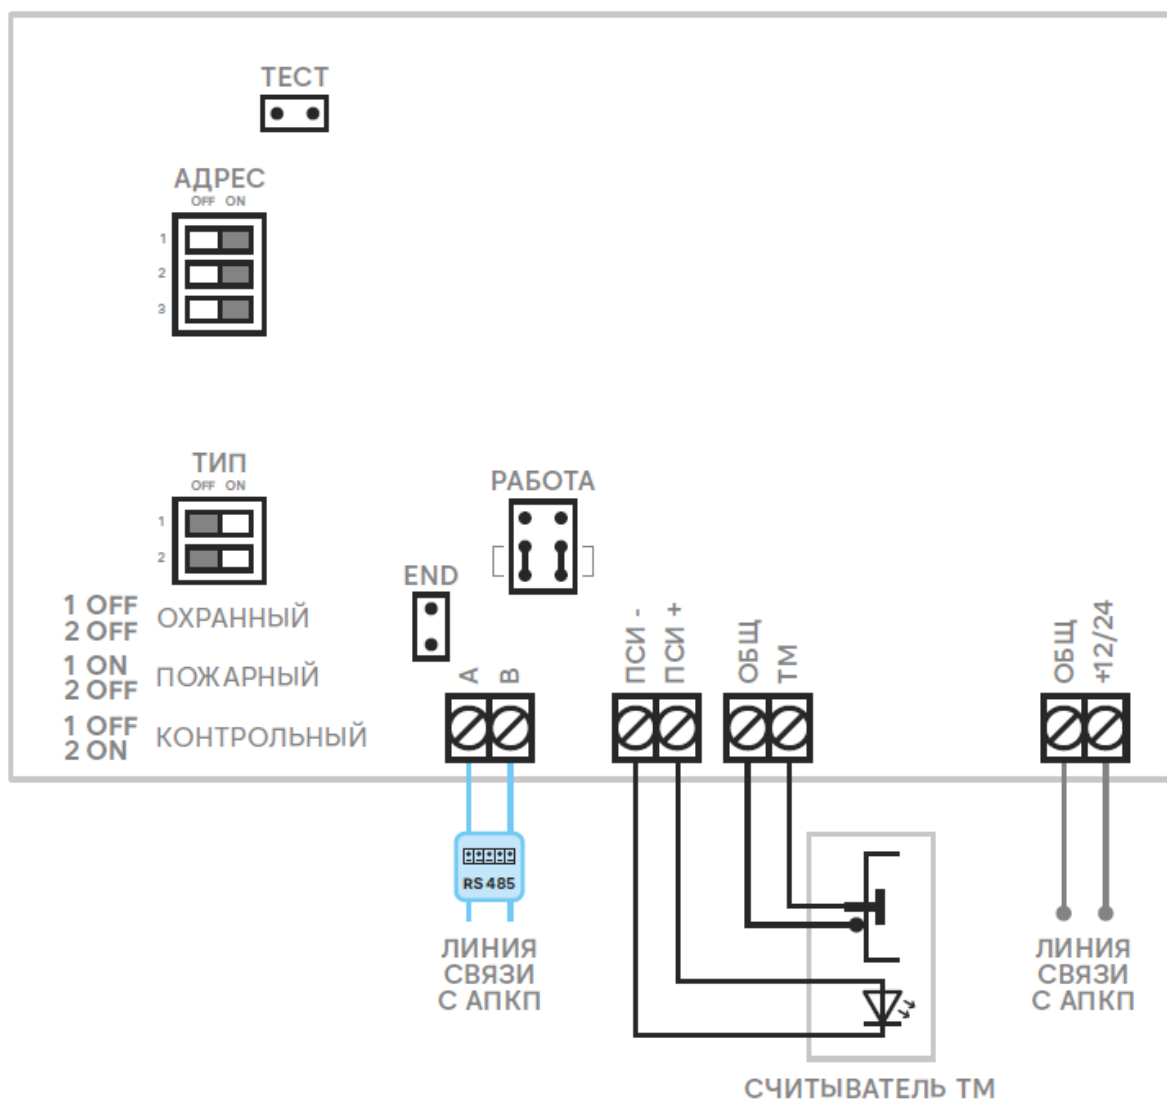 ТЕСТ
АДРЕС
OFF ON
1
2
3
ТИП
OFF ON
1
2
1 OFF
2 OFF
ОХРАННЫЙ
1 ON
2 OFF
ПОЖАРНЫЙ
1 OFF
2 ON
КОНТРОЛЬНЫЙ
РАБОТА
END
A
B
ПСИ -
ПСИ +
ОБЩ
ТМ
ОБЩ
+12/24
RS 485
ЛИНИЯ
СВЯЗИ
С АПКП
ЛИНИЯ
СВЯЗИ
С АПКП
СЧИТЫВАТЕЛЬ ТМ